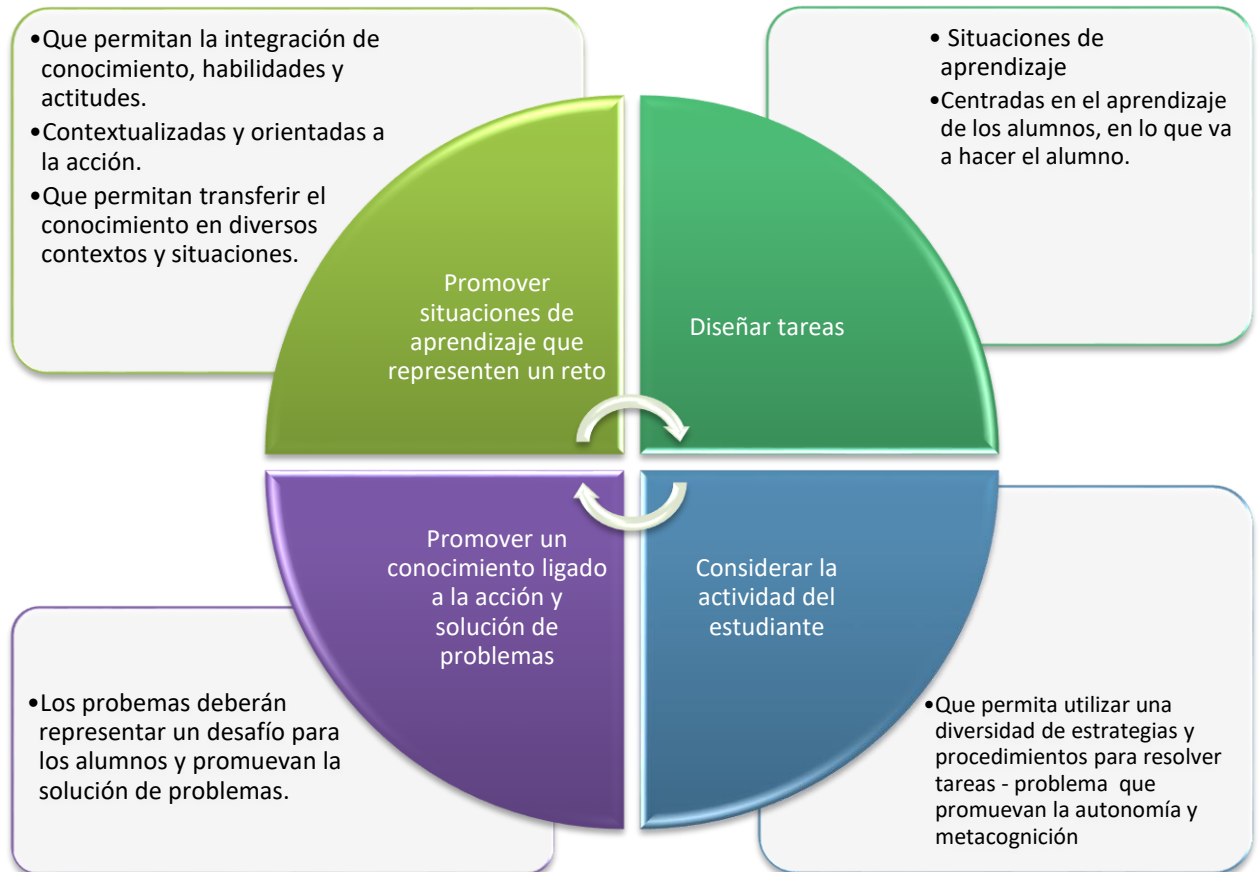 •Que permitan la integración de
conocimiento, habilidades y
actitudes.
•Contextualizadas y orientadas a
la acción.
•Que permitan transferir el
conocimiento en diversos
contextos y situaciones.
Promover
situaciones de
aprendizaje que
representen un reto
• Situaciones de
aprendizaje
•Centradas en el aprendizaje
de los alumnos, en lo que va
a hacer el alumno.
Diseñar tareas
Promover un
conocimiento ligado
a la acción y
solución de
problemas
•Los probemas deberán
representar un desafío para
los alumnos y promuevan la
solución de problemas.
Considerar la
actividad del
estudiante
•Que permita utilizar una
diversidad de estrategias y
procedimientos para resolver
tareas - problema que
promuevan la autonomía y
metacognición